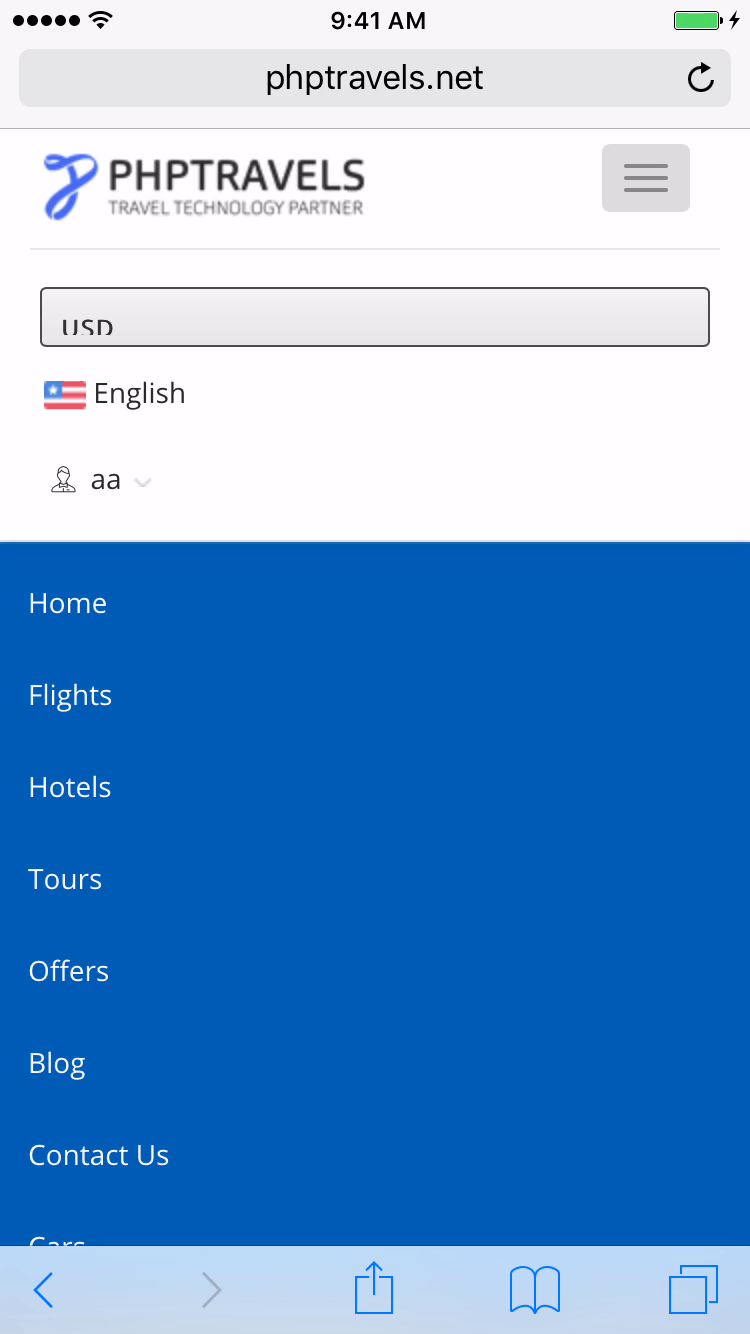 9:41 AM
phptravels.net
PHPTRAVELS
TRAVEL TECHNOLOGY PARTNER
USD
English
aa
Home
Flights
Hotels
Tours
Offers
Blog
Contact Us
Cars